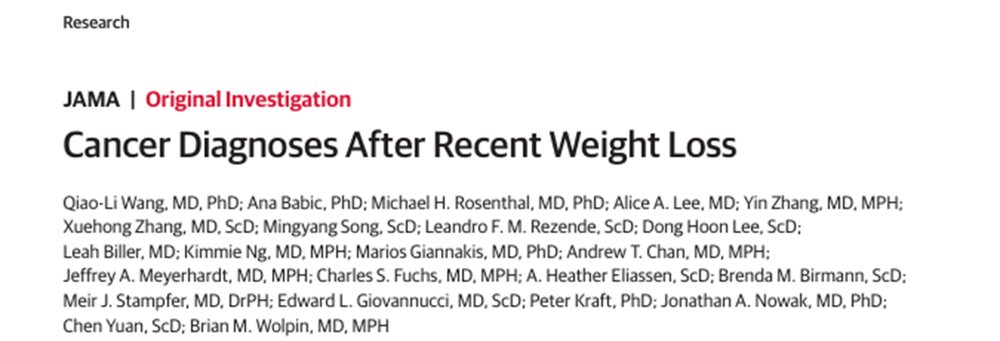 Research
JAMA | Original Investigation
Cancer Diagnoses After Recent Weight Loss
Qiao-Li Wang, MD, PhD; Ana Babic, PhD; Michael H. Rosenthal, MD, PhD; Alice A. Lee, MD; Yin Zhang, MD, MPH;
Xuehong Zhang, MD, ScD; Mingyang Song, ScD; Leandro F. M. Rezende, ScD; Dong Hoon Lee, ScD;
Leah Biller, MD; Kimmie Ng, MD, MPH; Marios Giannakis, MD, PhD; Andrew T. Chan, MD, MPH;
Jeffrey A. Meyerhardt, MD, MPH; Charles S. Fuchs, MD, MPH; A. Heather Eliassen, ScD; Brenda M. Birmann, ScD;
Meir J. Stampfer, MD, DrPH; Edward L. Giovannucci, MD, ScD; Peter Kraft, PhD; Jonathan A. Nowak, MD, PhD;
Chen Yuan, ScD; Brian M. Wolpin, MD, MPH